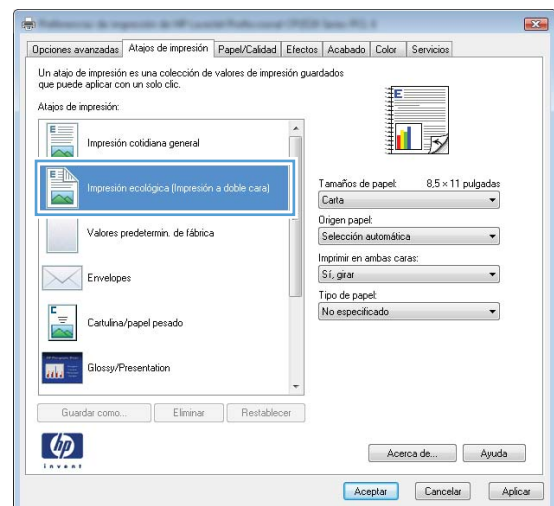 Opciones avanzadas Atajos de impresión Papel/Calidad Efectos Acabado Color Servicios
Un atajo de impresión es una colección de valores de impresión guardados
que puede aplicar con un solo clic.
Atajos de impresión:
Impresión cotidiana general
Impresión ecológica (Impresión a doble cara)
Valores predetermin. de fábrica
Envelopes
Cartulina/papel pesado
Glossy/Presentation
Guardar como... Eliminar Restablecer
E
Tamaños de papel: 8,5 × 11 pulgadas
Carta
Origen papel:
Selección automática
Imprimir en ambas caras:
Sí, girar
Tipo de papel:
No especificado
hp
invent
Acerca de... Ayuda
Aceptar Cancelar Aplicar